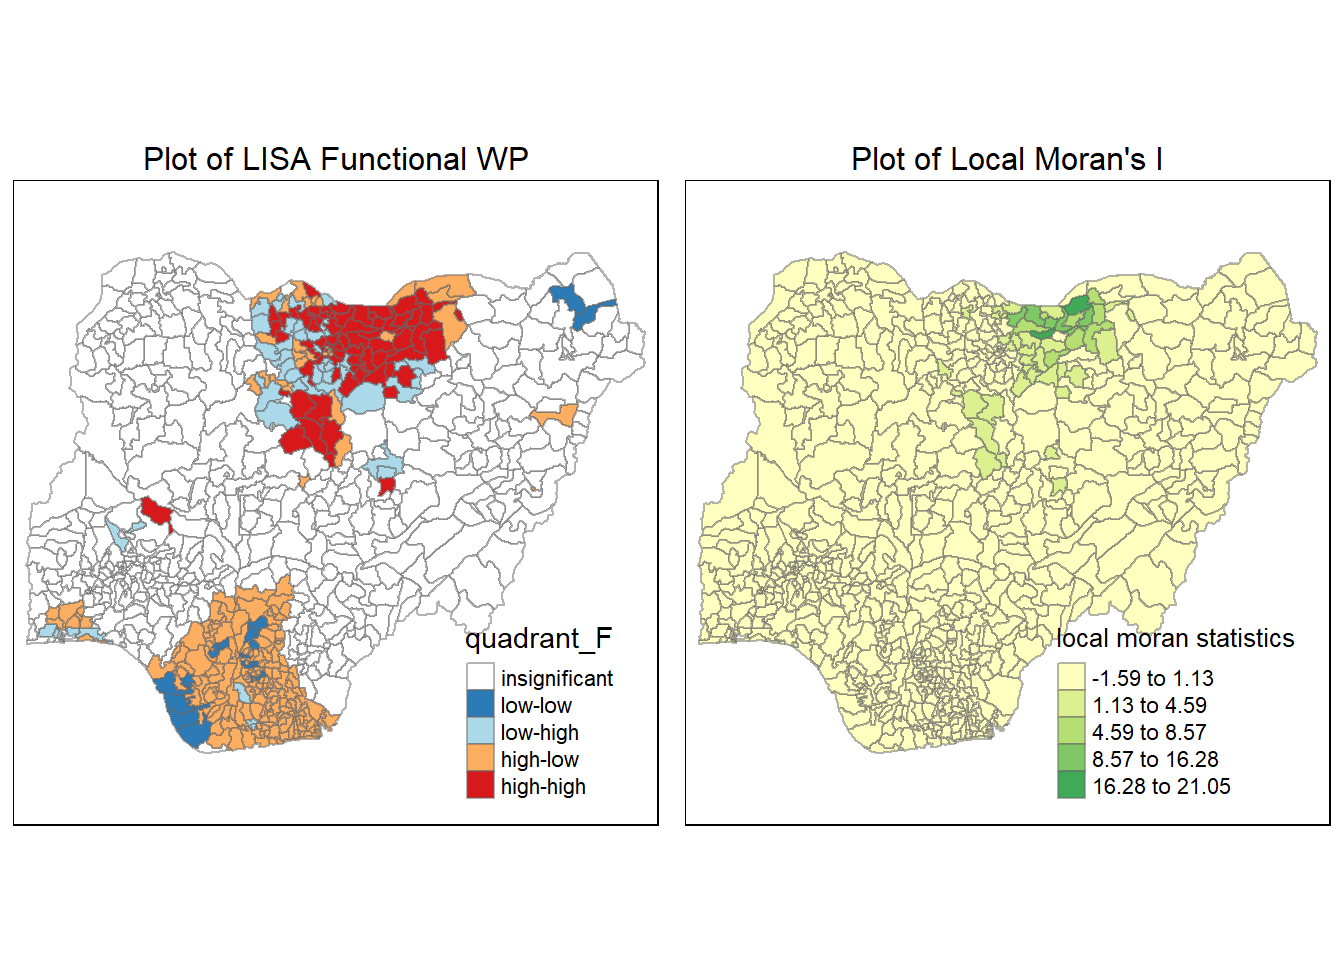 Plot of LISA Functional WP
quadrant_F
insignificant
low-low
low-high
high-low
high-high
Plot of Local Moran's I
local moran statistics
-1.59 to 1.13
1.13 to 4.59
4.59 to 8.57
8.57 to 16.28
16.28 to 21.05